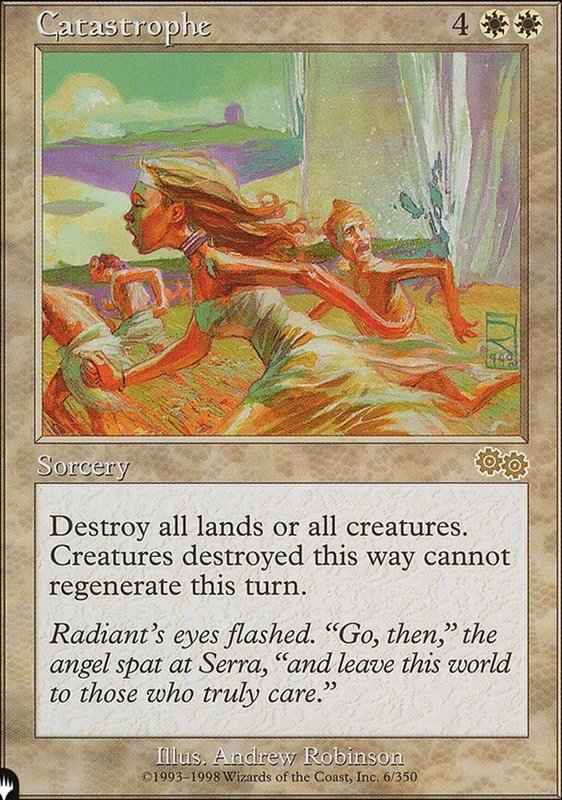 Catastrophe 4
Sorcery
Destroy all lands or all creatures.
Creatures destroyed this way cannot
regenerate this turn.
Radiant's eyes flashed. “Go, then,” the
angel spat at Serra, “and leave this world
to those who truly care.”
Illus. Andrew Robinson
©1993–1998 Wizards of the Coast, Inc. 6/350